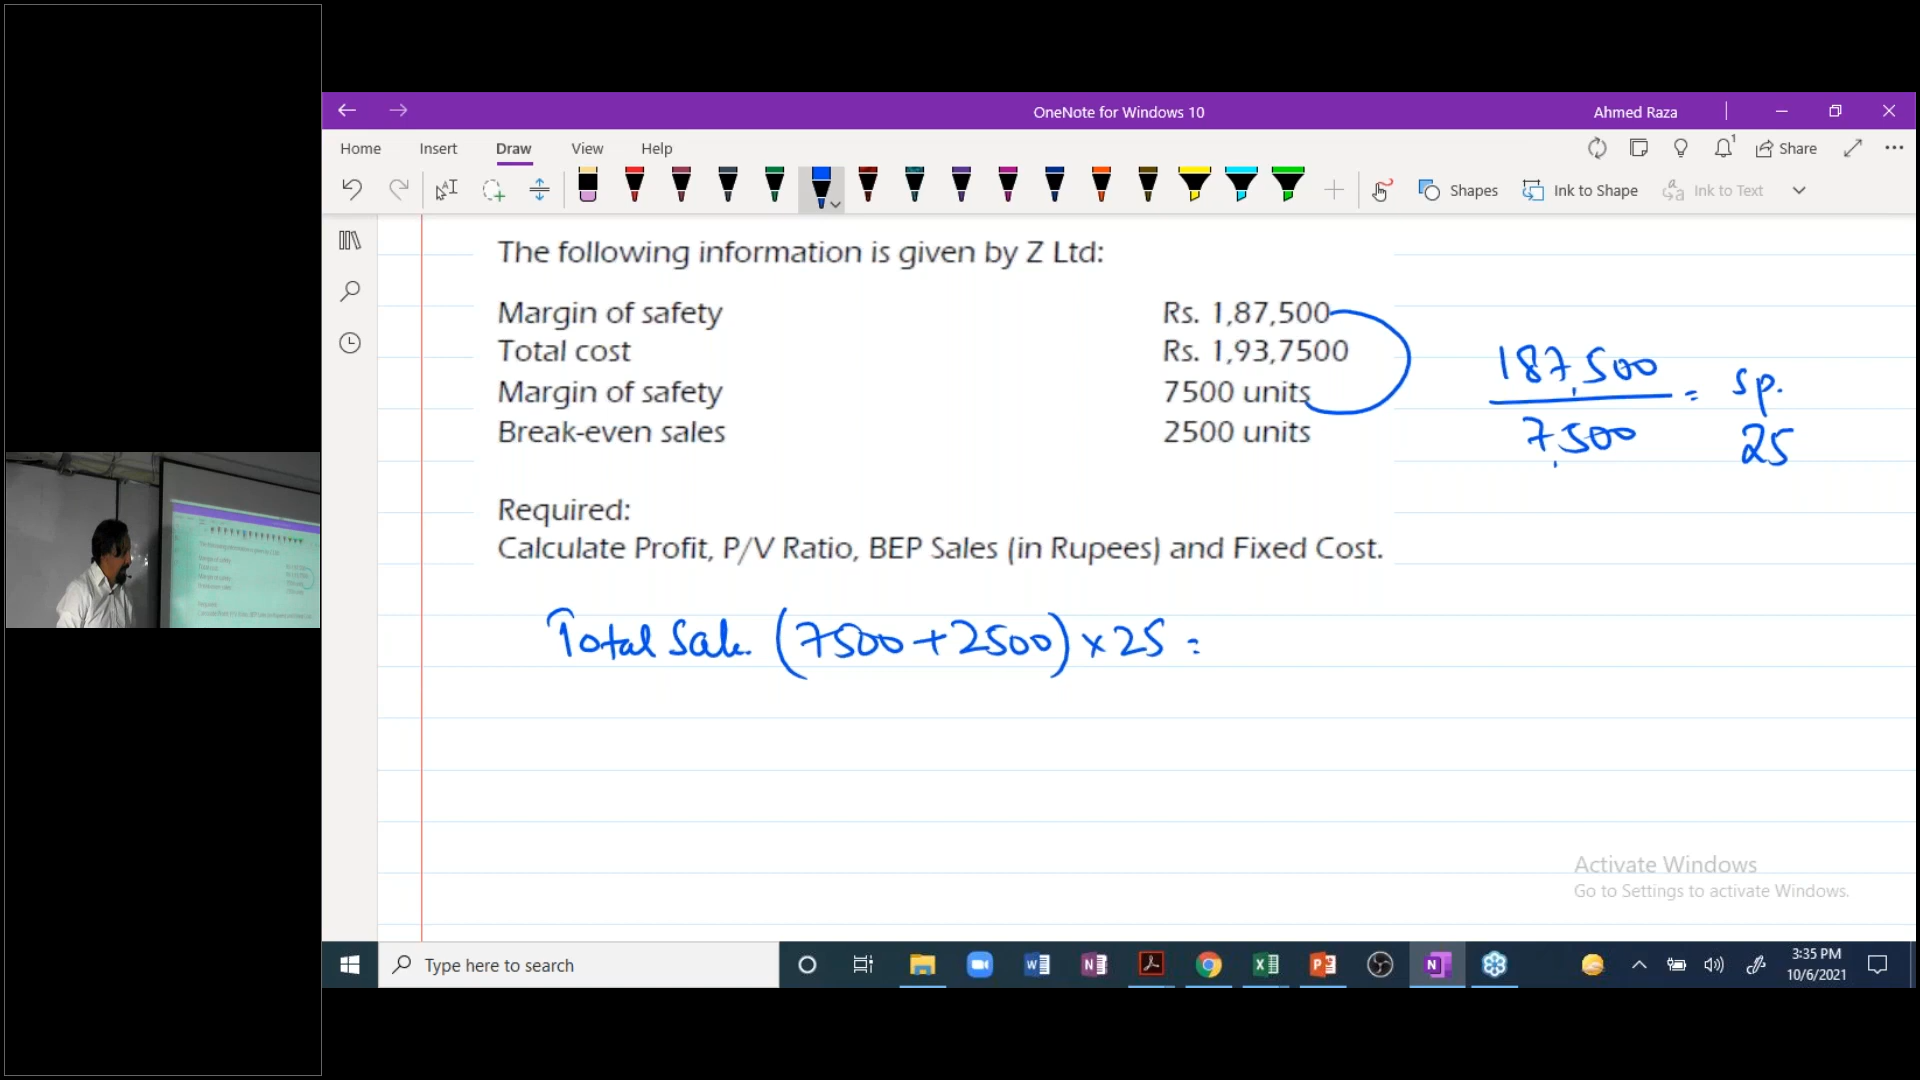 OneNote for Windows 10
Ahmed Raza
Home Insert Draw View Help
1
Share
Shapes
Ink to Shape
Ink to Text
The following information is given by Z Ltd:
Margin of safety Rs. 1,87,500
Total cost Rs. 1,93,7500
Margin of safety 7500 units
Break-even sales 2500 units
187,500
7,500
= Sp.
25
Required:
Calculate Profit, P/V Ratio, BEP Sales (in Rupees) and Fixed Cost.
Total Sale. (7500+2500) × 25 =
Activate Windows
Go to Settings to activate Windows.
Type here to search
3:35 PM
10/6/2021